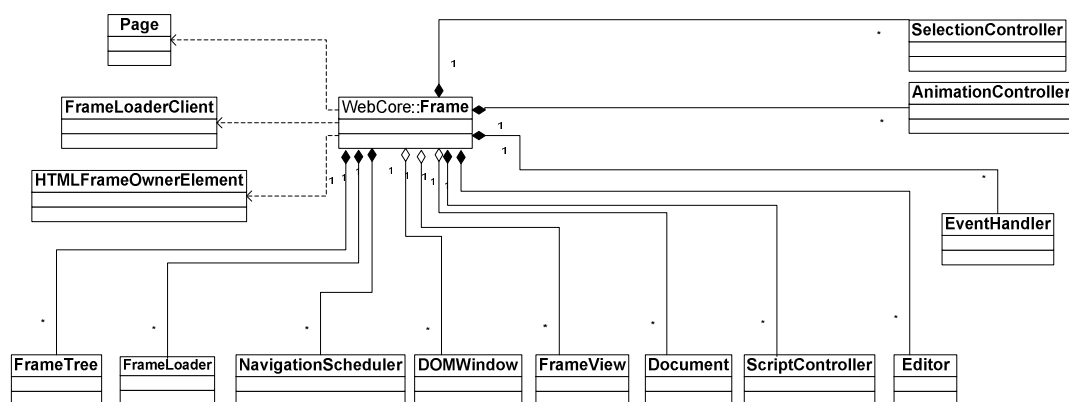 Page
SelectionController
*
1
FrameLoaderClient
WebCore::Frame
AnimationController
1
*
1
HTMLFrameOwnerElement
1
1
1
1
1
1
1
1
*
EventHandler
*
*
*
*
*
*
*
*
FrameTree
FrameLoader
NavigationScheduler
DOMWindow
FrameView
Document
ScriptController
Editor